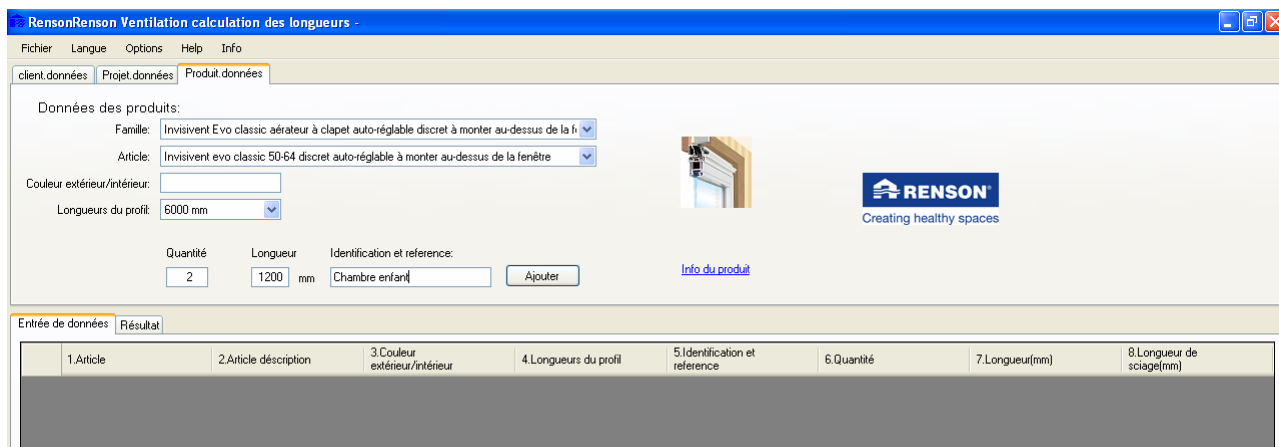 RensonRenson Ventilation calculation des longueurs -
Fichier Langue Options Help Info
client.données Projet.données Produit.données
Données des produits:
Famille: Invisivent Evo classic aérateur à clapet auto-réglable discret à monter au-dessus de la f
Article: Invisivent evo classic 50-64 discret auto-réglable à monter au-dessus de la fenêtre
Couleur extérieur/intérieur:
Longueurs du profil: 6000 mm
RENSON
Creating healthy spaces
Quantité Longueur Identification et reference:
2 1200 mm Chambre enfant Ajouter
Info du produit
Entrée de données Résultat
1.Article 2.Article déscription 3.Couleur extérieur/intérieur 4.Longueurs du profil 5.Identification et reference 6.Quantité 7.Longueur(mm) 8.Longueur de sciage(mm)